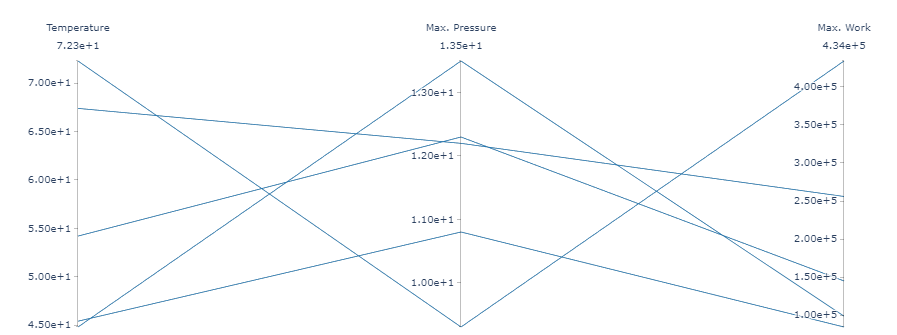 Temperature Max. Pressure Max. Work
7.23e+1 1.35e+1 4.34e+5
7.00e+1
6.50e+1
6.00e+1
5.50e+1
5.00e+1
4.50e+1
1.30e+1
1.20e+1
1.10e+1
1.00e+1
4.00e+5
3.50e+5
3.00e+5
2.50e+5
2.00e+5
1.50e+5
1.00e+5